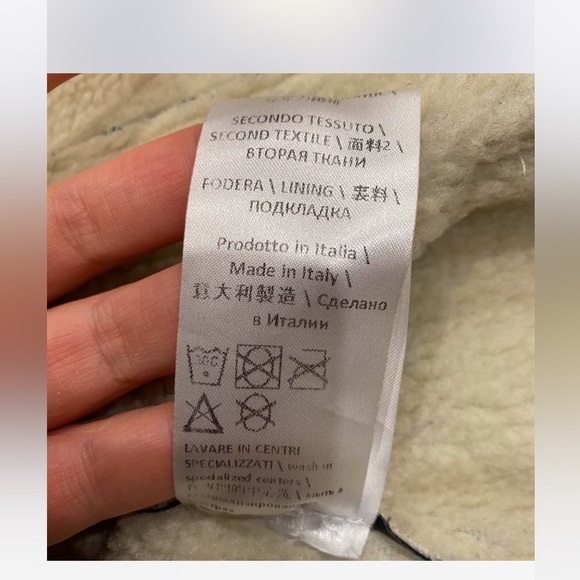 SECONDO TESSUTO \
SECOND TEXTILE \ 面料2 \
ВТОРАЯ ТКАНИ
FODERA \ LINING \ 裏料 \
ПОДКЛАДКА
Prodotto in Italia \
Made in Italy \
意大利製造 \ Сделано
в Италии
LAVARE IN CENTRI
SPECIALIZZATI \ wash in
specialized centers \